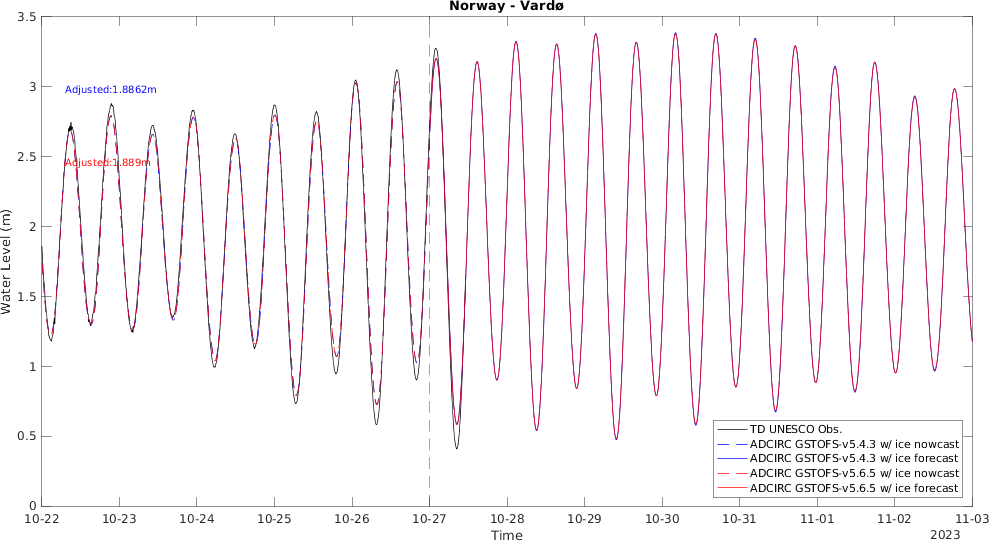 Norway - Vardø
3.5
3
2.5
2
1.5
1
0.5
0
Water Level (m)
Adjusted:1.8862m
Adjusted:1.889m
TD UNESCO Obs.
ADCIRC GSTOFS-v5.4.3 w/ ice nowcast
ADCIRC GSTOFS-v5.4.3 w/ ice forecast
ADCIRC GSTOFS-v5.6.5 w/ ice nowcast
ADCIRC GSTOFS-v5.6.5 w/ ice forecast
10-22 10-23 10-24 10-25 10-26 10-27 10-28 10-29 10-30 10-31 11-01 11-02 11-03
Time
2023